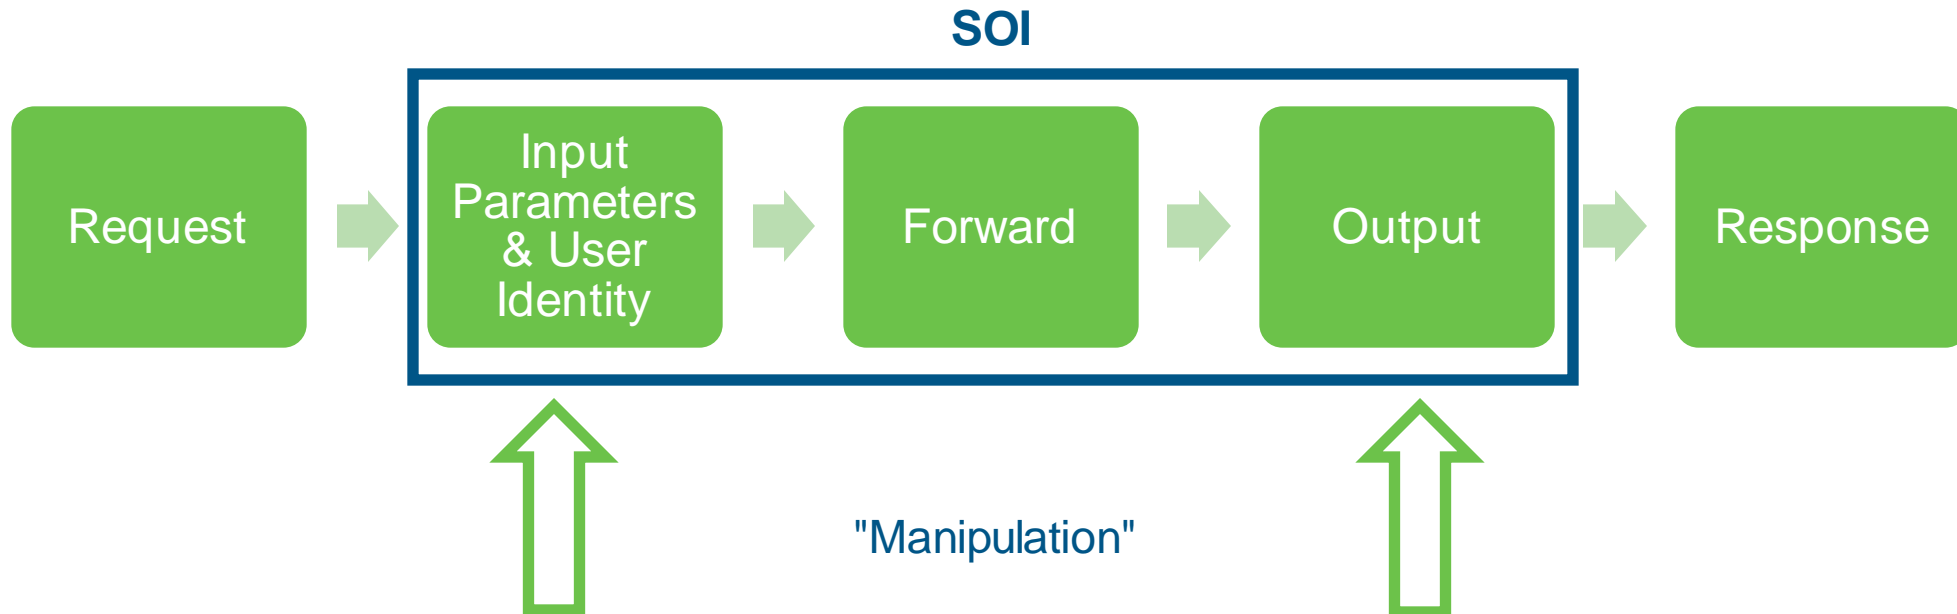 SOI
Request
Input
Parameters
& User
Identity
Forward
Output
Response
"Manipulation"